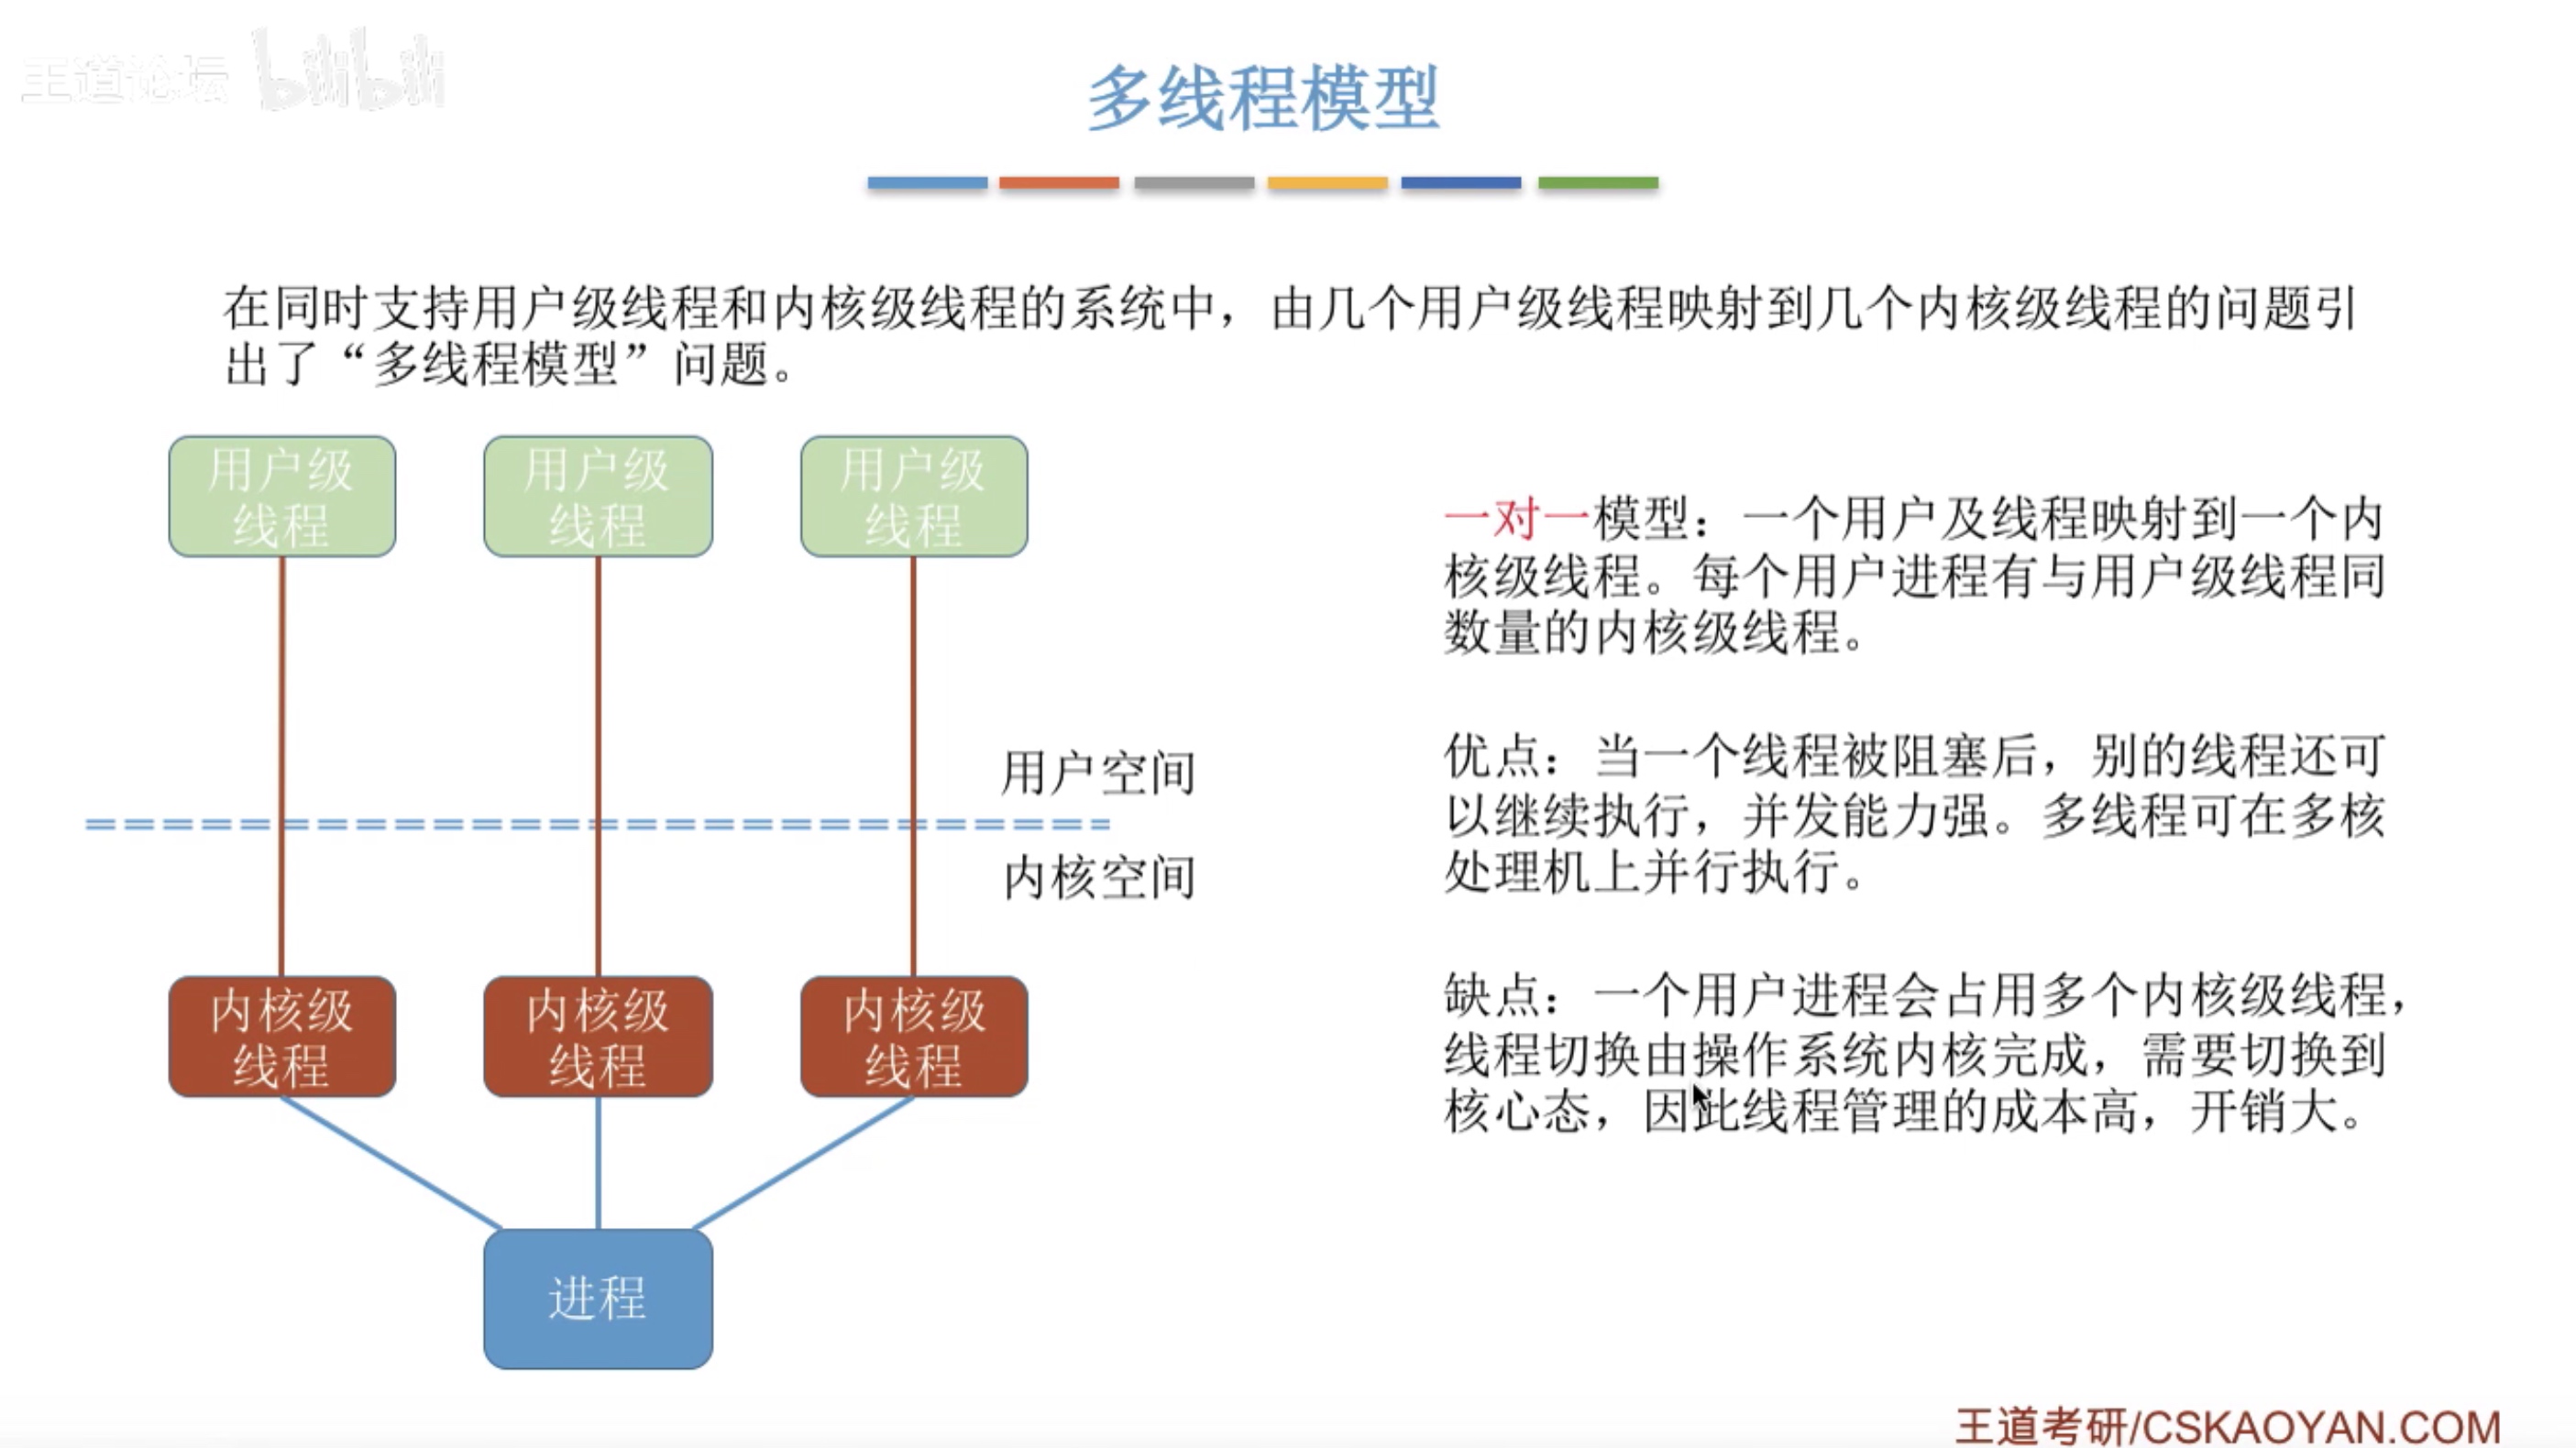 王道论坛 bilibili
多线程模型
在同时支持用户级线程和内核级线程的系统中，由几个用户级线程映射到几个内核级线程的问题引
出了“多线程模型”问题。
用户级
线程
用户级
线程
用户级
线程
用户空间
内核空间
内核级
线程
内核级
线程
内核级
线程
进程
一对一模型：一个用户及线程映射到一个内
核级线程。每个用户进程有与用户级线程同
数量的内核级线程。
优点：当一个线程被阻塞后，别的线程还可
以继续执行，并发能力强。多线程可在多核
处理机上并行执行。
缺点：一个用户进程会占用多个内核级线程，
线程切换由操作系统内核完成，需要切换到
核心态，因此线程管理的成本高，开销大。
王道考研/CSKAOYAN.COM